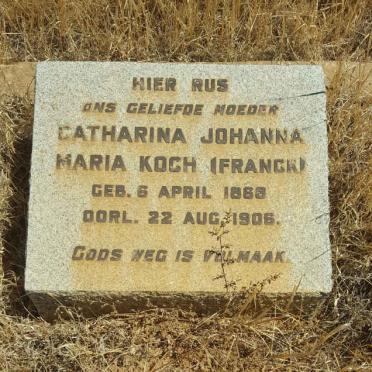 HIER RUS
ONS GELIEFDE MOEDER
CATHARINA JOHANNA
MARIA KOCH (FRANCK)
GEB. 6 APRIL 1868
OORL. 22 AUG. 1906.
GODS WEG IS VOLMAAK.